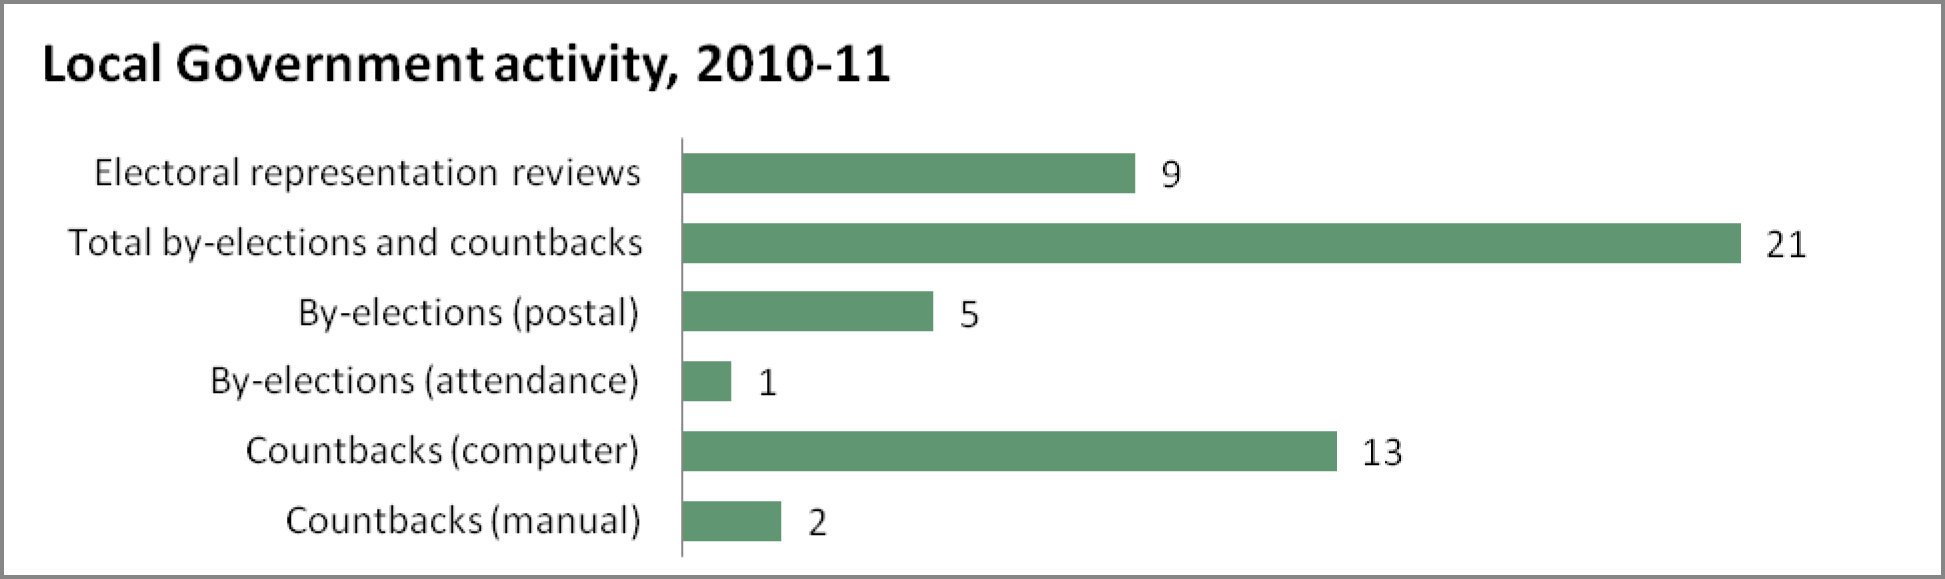 Local Government activity, 2010-11
Electoral representation reviews 9
Total by-elections and countbacks 21
By-elections (postal) 5
By-elections (attendance) 1
Countbacks (computer) 13
Countbacks (manual) 2